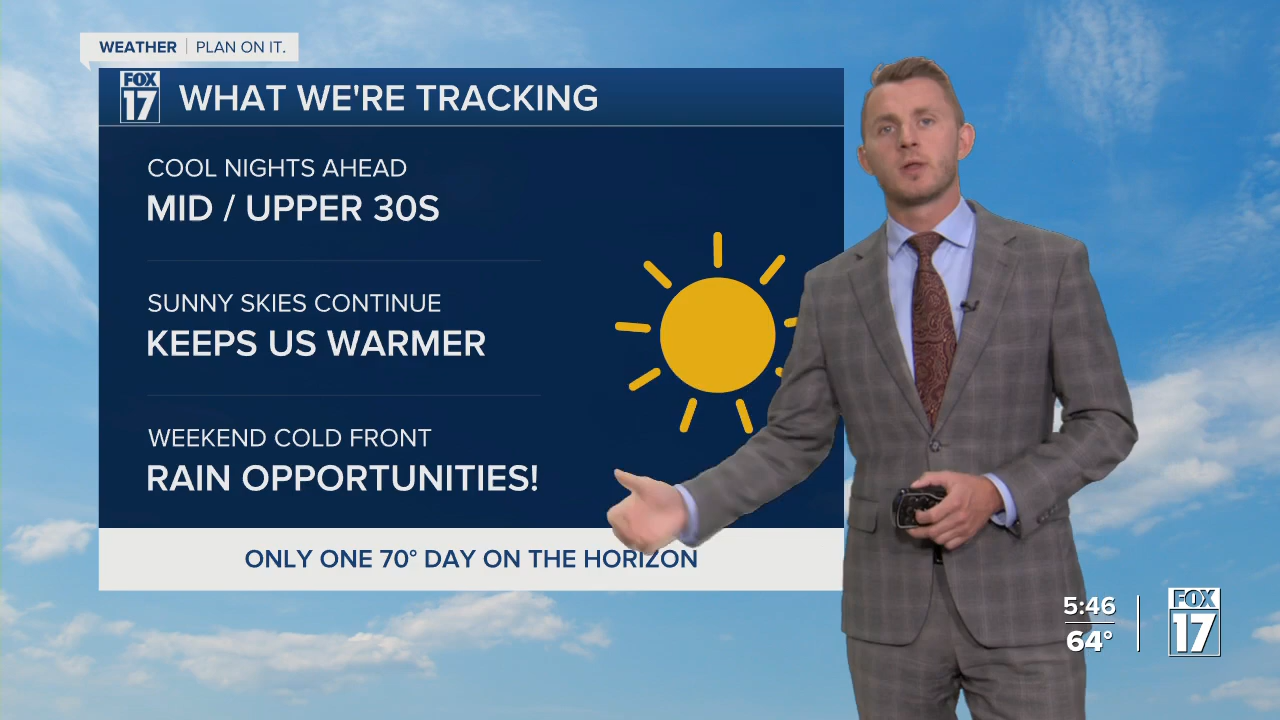 WEATHER | PLAN ON IT.
FOX 17
WHAT WE'RE TRACKING
COOL NIGHTS AHEAD
MID / UPPER 30S
SUNNY SKIES CONTINUE
KEEPS US WARMER
WEEKEND COLD FRONT
RAIN OPPORTUNITIES!
ONLY ONE 70° DAY ON THE HORIZON
5:46
64°
FOX 17